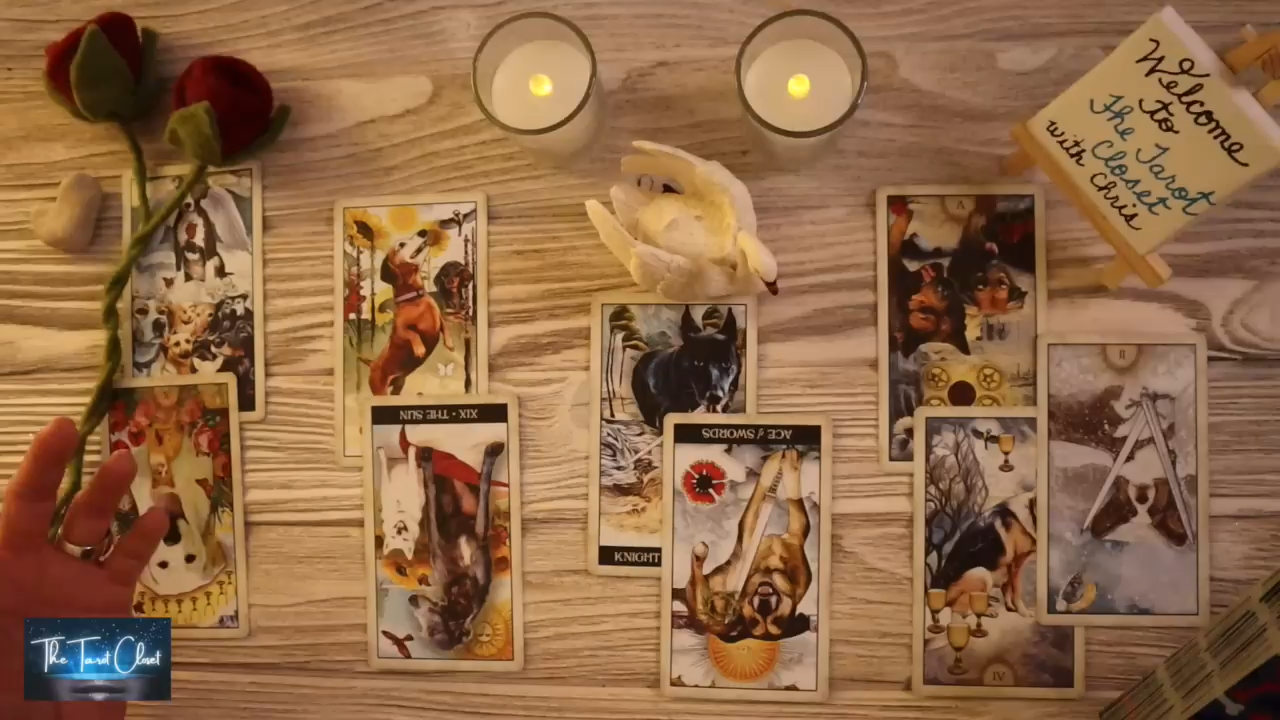 Welcome
to
The Tarot
Closet
with Chris
V
XIX · THE SUN
II
ACE of SWORDS
KNIGHT
IV
The Tarot Closet